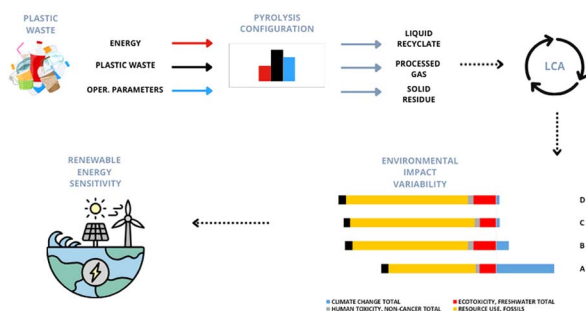 PLASTIC
WASTE
PYROLYSIS
CONFIGURATION
ENERGY
PLASTIC WASTE
OPER. PARAMETERS
LIQUID
RECYCLATE
PROCESSED
GAS
SOLID
RESIDUE
LCA
RENEWABLE
ENERGY
SENSITIVITY
ENVIRONMENTAL
IMPACT
VARIABILITY
D
C
B
A
CLIMATE CHANGE TOTAL
ECOTOXICITY, FRESHWATER TOTAL
HUMAN TOXICITY, NON-CANCER TOTAL
RESOURCE USE, FOSSILS